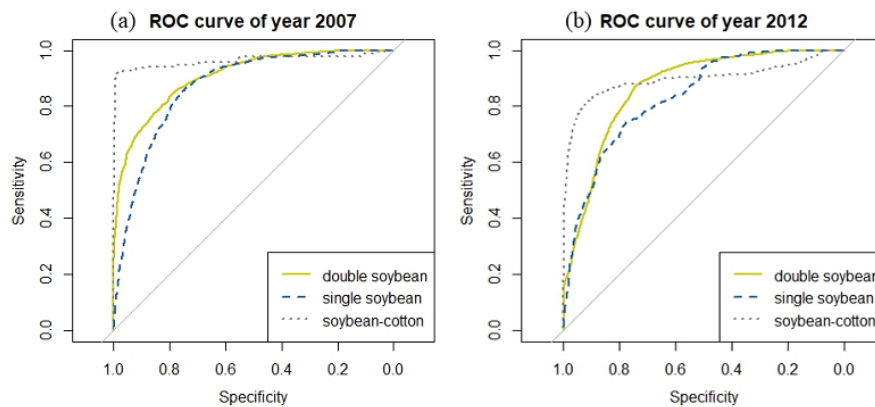 (a) ROC curve of year 2007
1.0
0.8
0.6
0.4
0.2
0.0
Sensitivity
double soybean
single soybean
soybean-cotton
1.0 0.8 0.6 0.4 0.2 0.0
Specificity
(b) ROC curve of year 2012
1.0
0.8
0.6
0.4
0.2
0.0
Sensitivity
double soybean
single soybean
soybean-cotton
1.0 0.8 0.6 0.4 0.2 0.0
Specificity